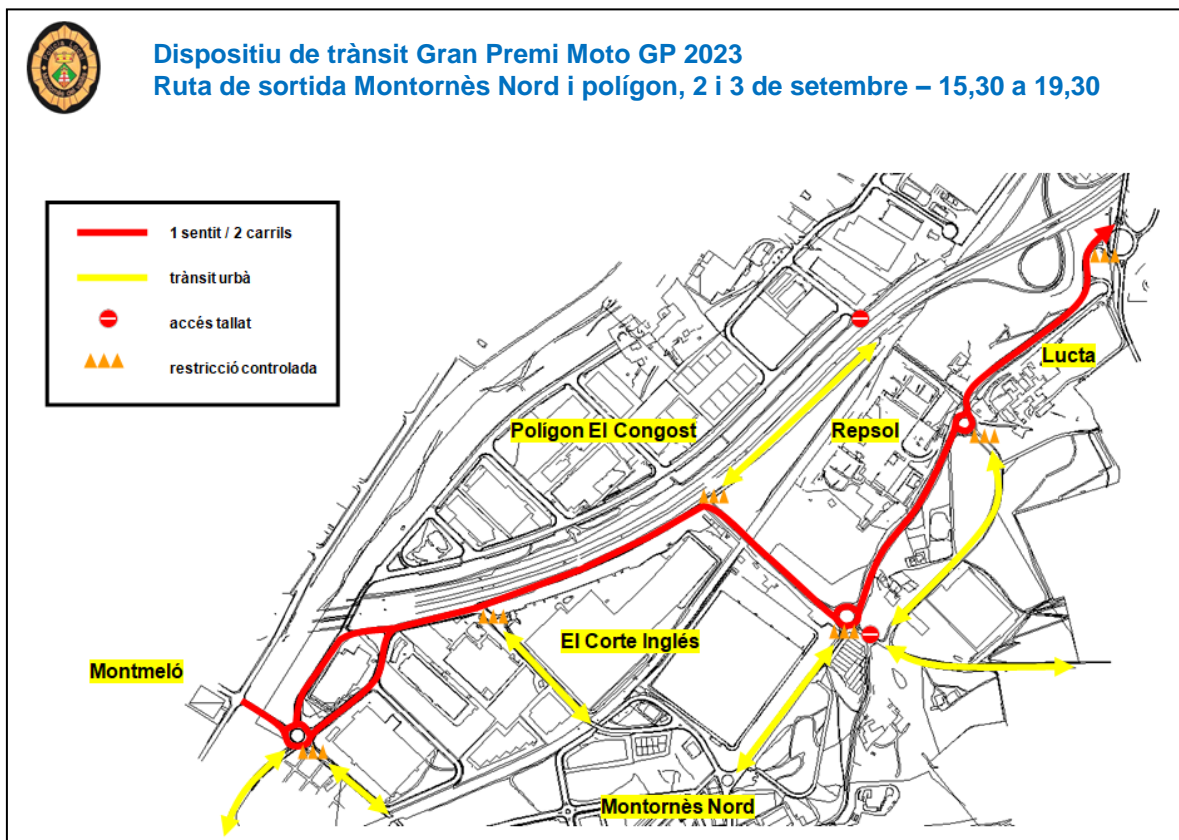 Dispositiu de trànsit Gran Premi Moto GP 2023
Ruta de sortida Montornès Nord i polígon, 2 i 3 de setembre – 15,30 a 19,30
1 sentit / 2 carrils
trànsit urbà
accés tallat
restricció controlada
Lucta
Polígon El Congost
Repsol
El Corte Inglés
Montmeló
Montornès Nord